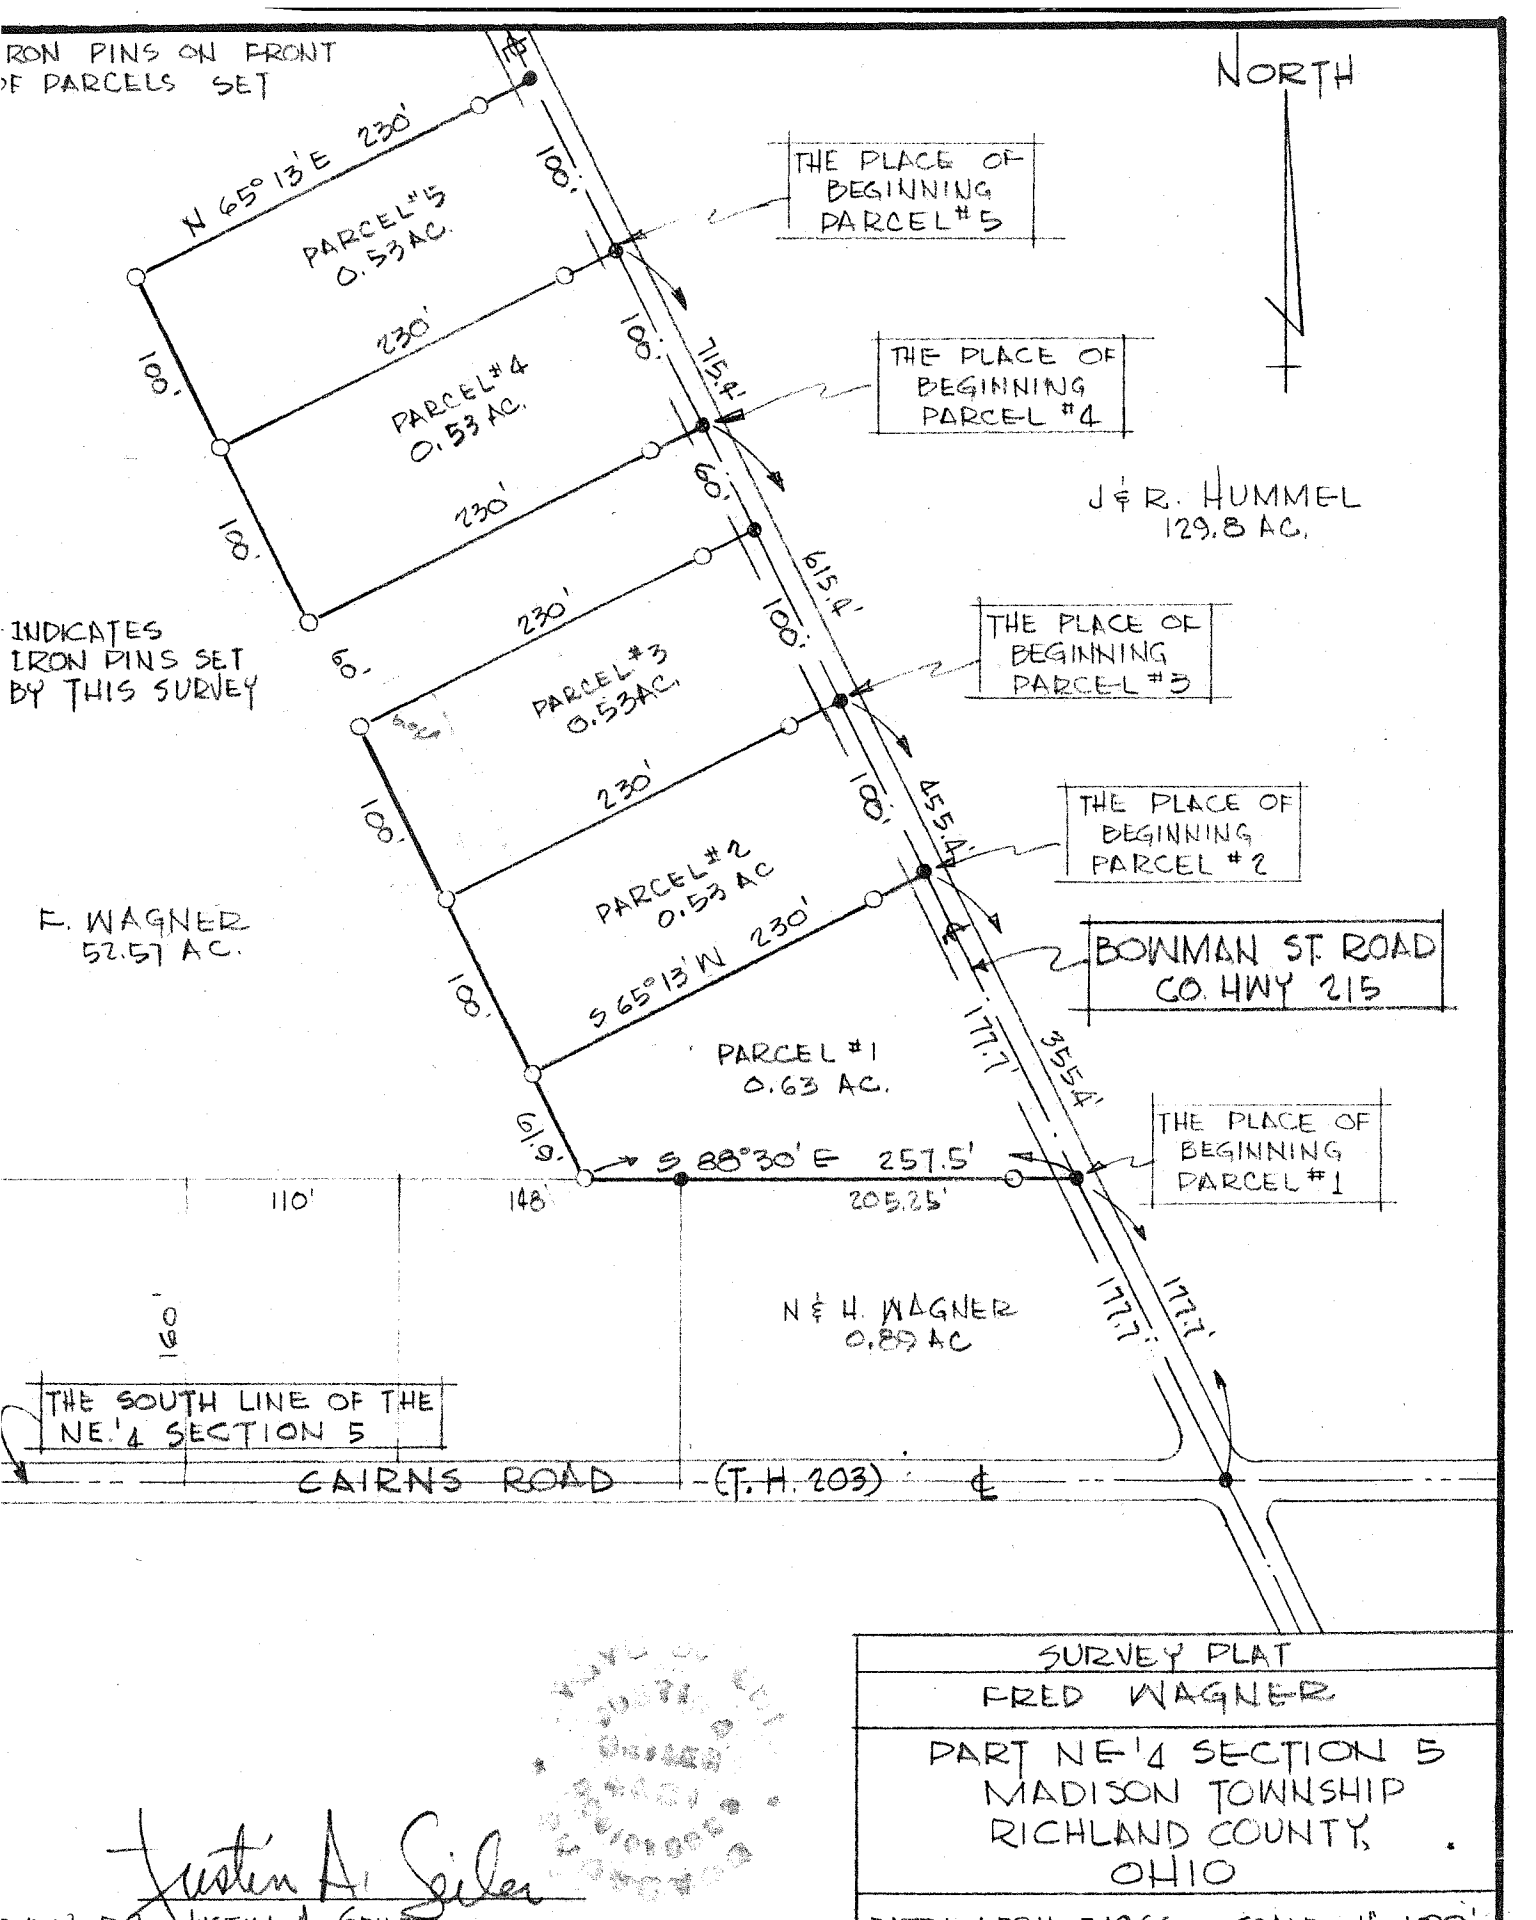 RON PINS ON FRONT
OF PARCELS SET
NORTH
N 65° 13' E 230'
PARCEL #5
0.53 AC.
100'
THE PLACE OF
BEGINNING
PARCEL #5
230'
100'
100'
715.4'
PARCEL #4
0.53 AC.
THE PLACE OF
BEGINNING
PARCEL #4
230'
100'
60'
J & R. HUMMEL
129.8 AC.
615.4'
INDICATES
IRON PINS SET
BY THIS SURVEY
60'
230'
100'
THE PLACE OF
BEGINNING
PARCEL #3
PARCEL #3
0.53 AC.
100'
230'
100'
455.4'
THE PLACE OF
BEGINNING
PARCEL #2
PARCEL #2
0.53 AC
F. WAGNER
52.57 AC.
100'
S 65° 13' W 230'
BOWMAN ST. ROAD
CO. HWY 215
PARCEL #1
0.63 AC.
177.7'
355.4'
61.9'
S 88° 30' E 257.5'
THE PLACE OF
BEGINNING
PARCEL #1
110'
148'
205.25'
160'
N & H. WAGNER
0.89 AC
177.7'
177.7'
THE SOUTH LINE OF THE
NE. 1/4 SECTION 5
CAIRNS ROAD (T. H. 203) ℄
SURVEY PLAT
FRED WAGNER
PART NE 1/4 SECTION 5
MADISON TOWNSHIP
RICHLAND COUNTY,
OHIO
Justin A. Seiler